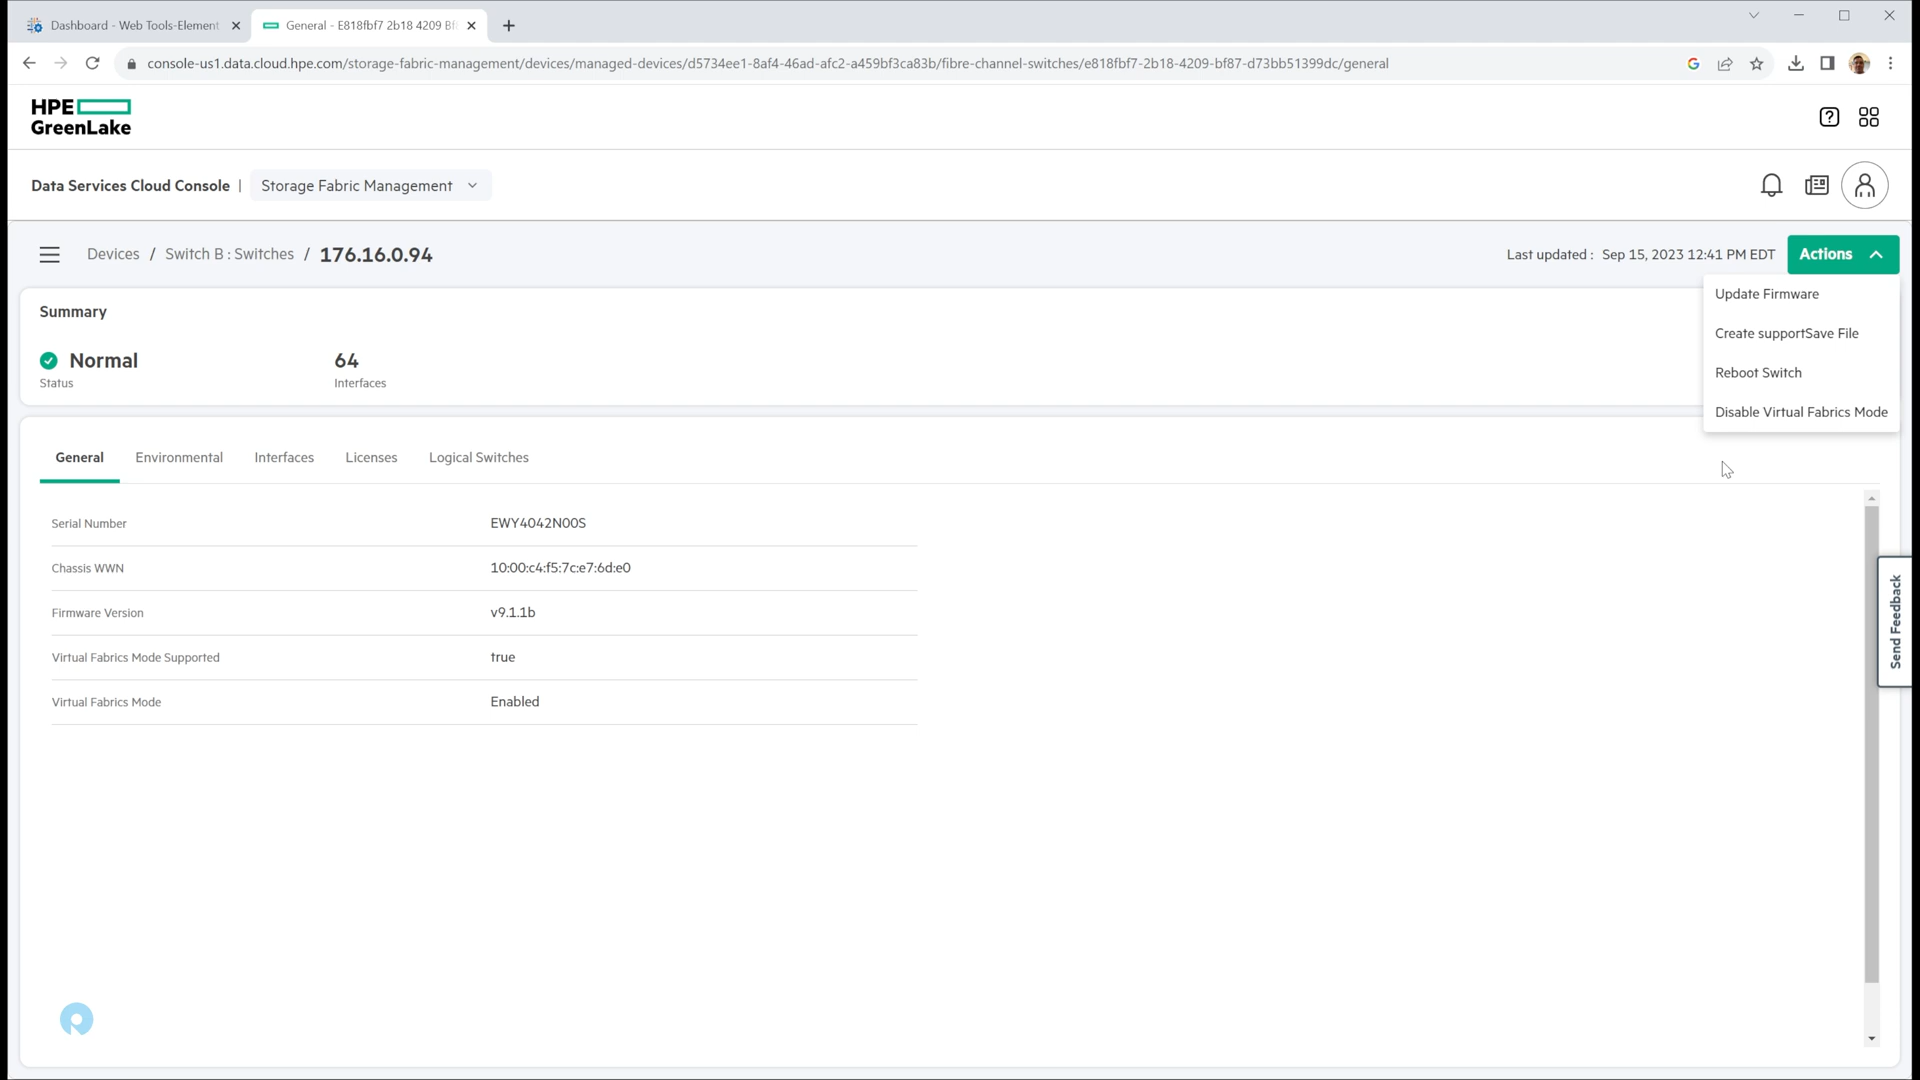 Dashboard - Web Tools-Element
General - E818fbf7 2b18 4209 Bf
console-us1.data.cloud.hpe.com/storage-fabric-management/devices/managed-devices/d5734ee1-8af4-46ad-afc2-a459bf3ca83b/fibre-channel-switches/e818fbf7-2b18-4209-bf87-d73bb51399dc/general
HPE
GreenLake
Data Services Cloud Console | Storage Fabric Management
Devices / Switch B : Switches / 176.16.0.94
Last updated : Sep 15, 2023 12:41 PM EDT
Actions
Update Firmware
Create supportSave File
Reboot Switch
Disable Virtual Fabrics Mode
Summary
Normal
Status
64
Interfaces
General Environmental Interfaces Licenses Logical Switches
Serial Number EWY4042N00S
Chassis WWN 10:00:c4:f5:7c:e7:6d:e0
Firmware Version v9.1.1b
Virtual Fabrics Mode Supported true
Virtual Fabrics Mode Enabled
Send Feedback